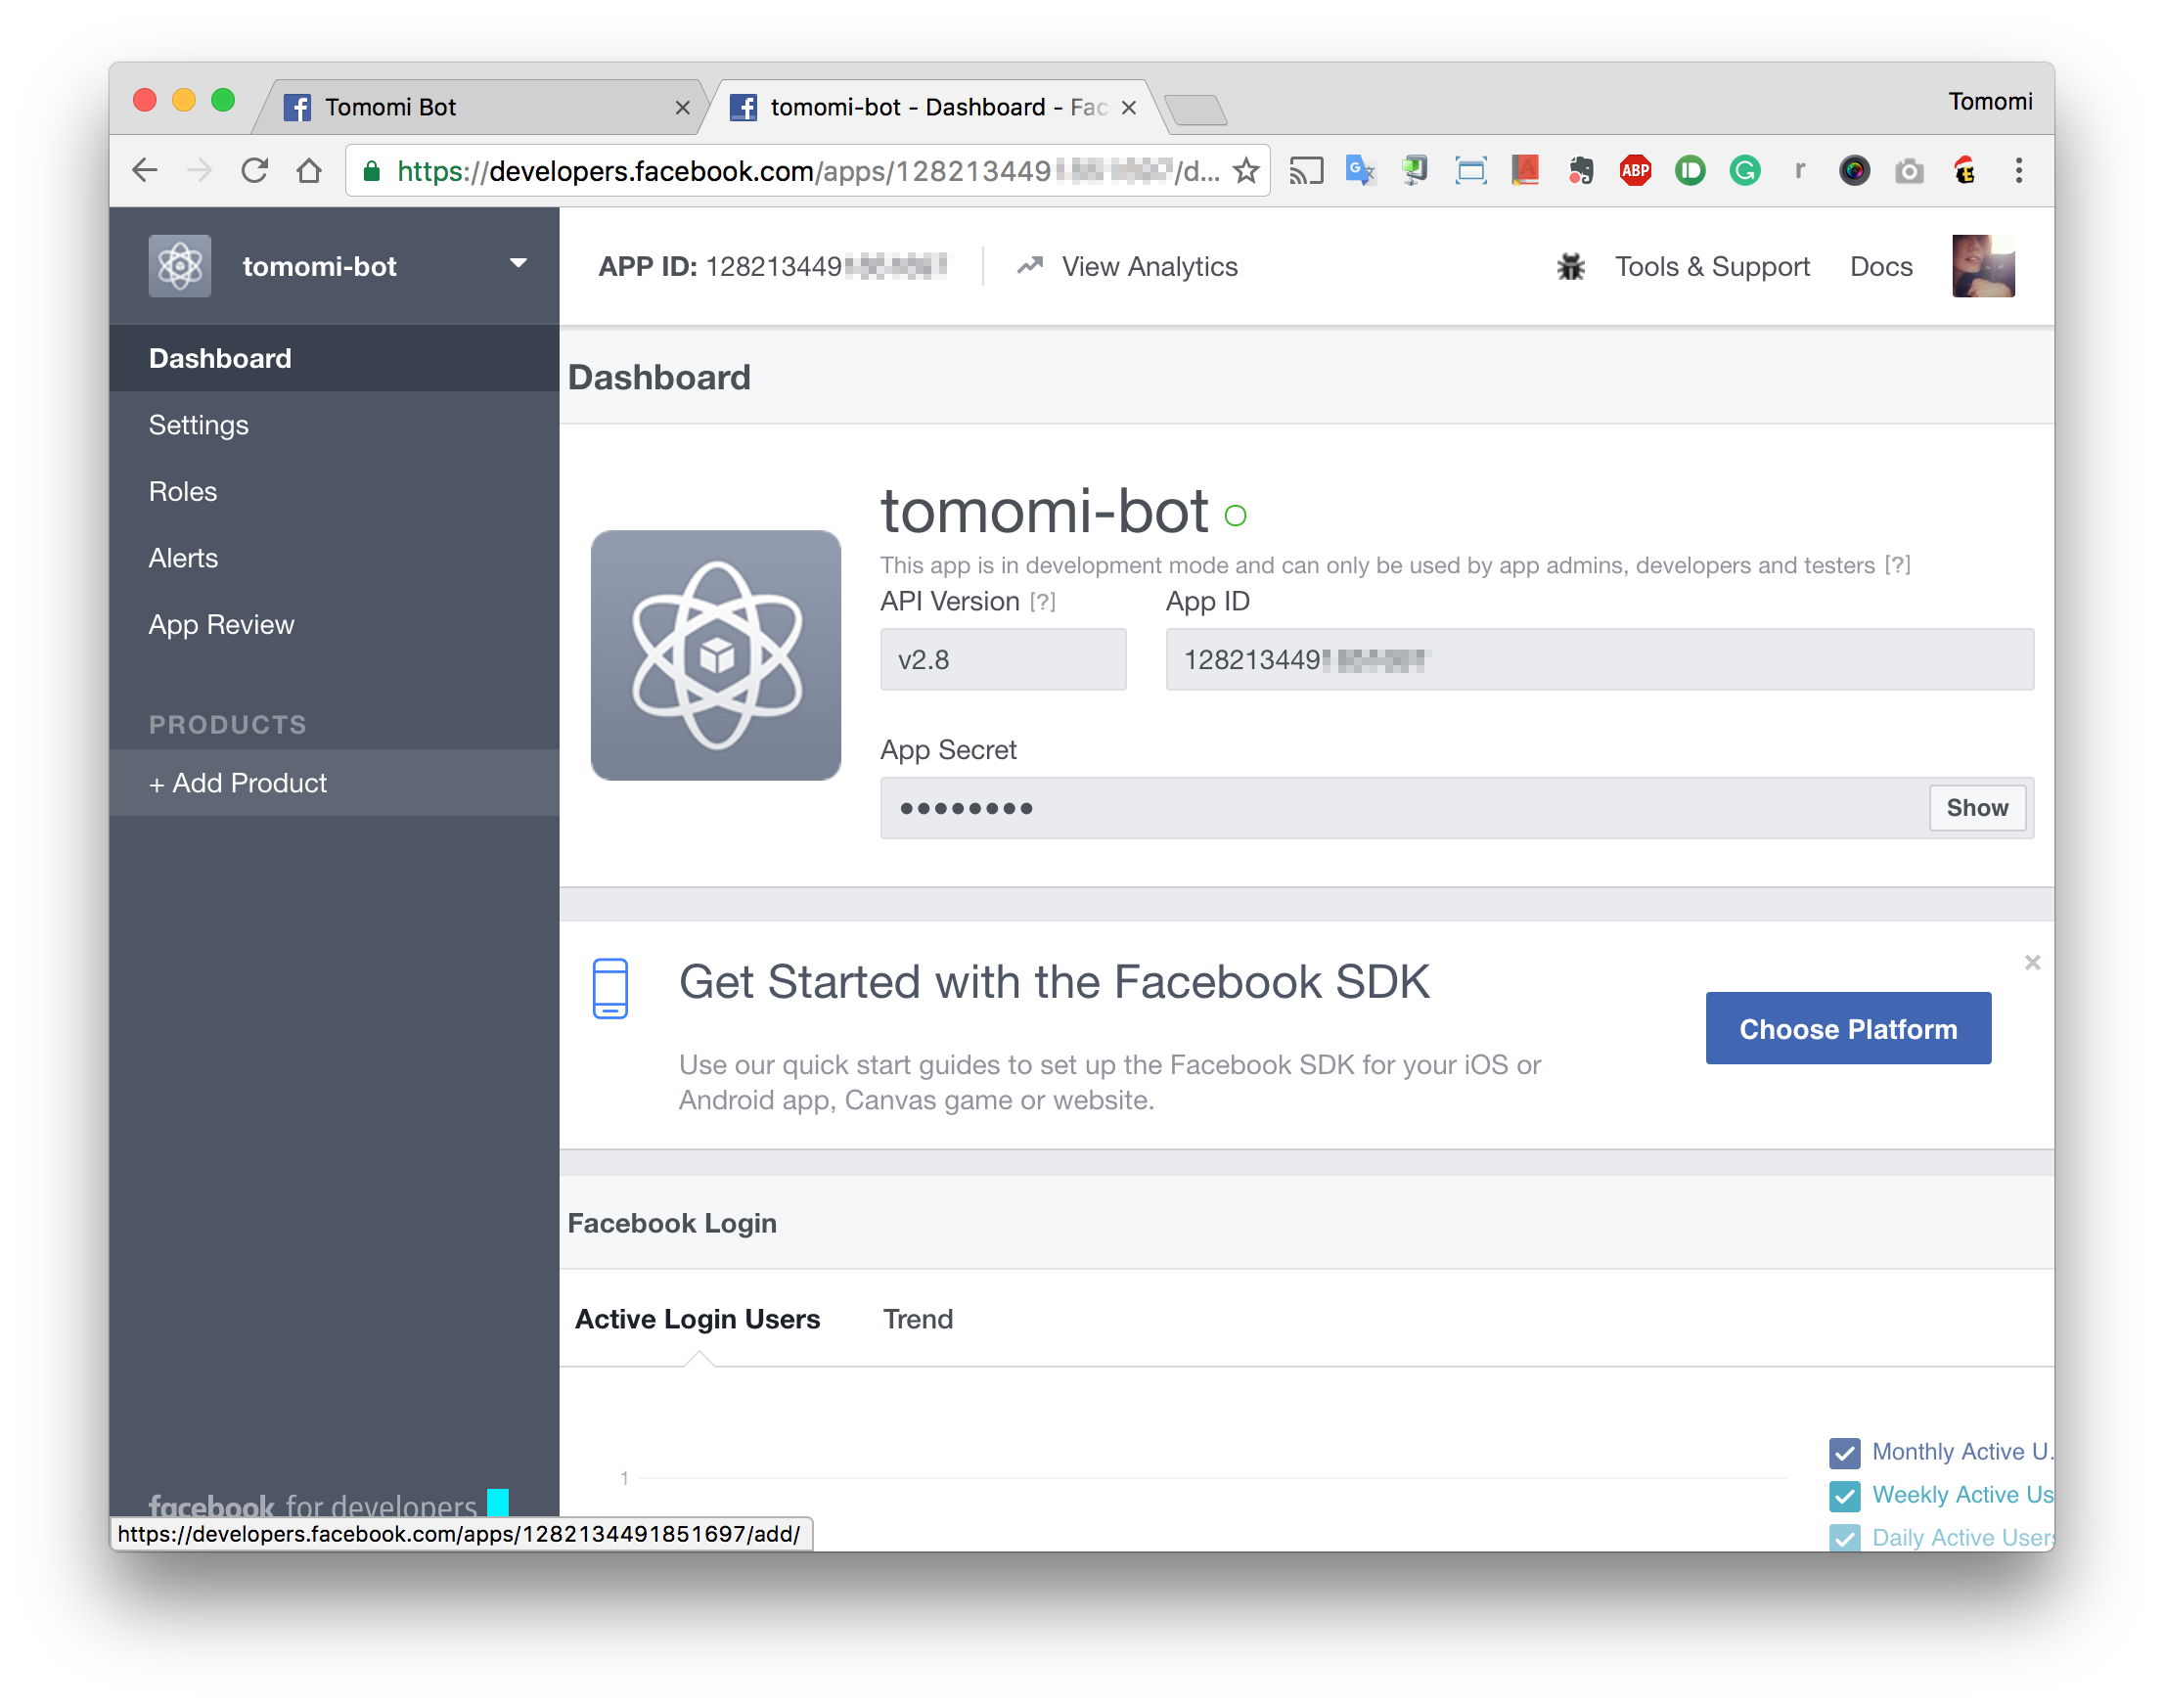 Tomomi Bot
tomomi-bot - Dashboard - Fac
Tomomi
https://developers.facebook.com/apps/128213449 /d...
tomomi-bot
APP ID: 128213449
View Analytics
Tools & Support
Docs
Dashboard
Settings
Roles
Alerts
App Review
PRODUCTS
+ Add Product
Dashboard
tomomi-bot
This app is in development mode and can only be used by app admins, developers and testers [?]
API Version [?]
App ID
v2.8
128213449
App Secret
Show
Get Started with the Facebook SDK
Use our quick start guides to set up the Facebook SDK for your iOS or
Android app, Canvas game or website.
Choose Platform
Facebook Login
Active Login Users
Trend
1
Monthly Active U.
Weekly Active Us
Daily Active Users
facebook for developers
https://developers.facebook.com/apps/1282134491851697/add/
ABP